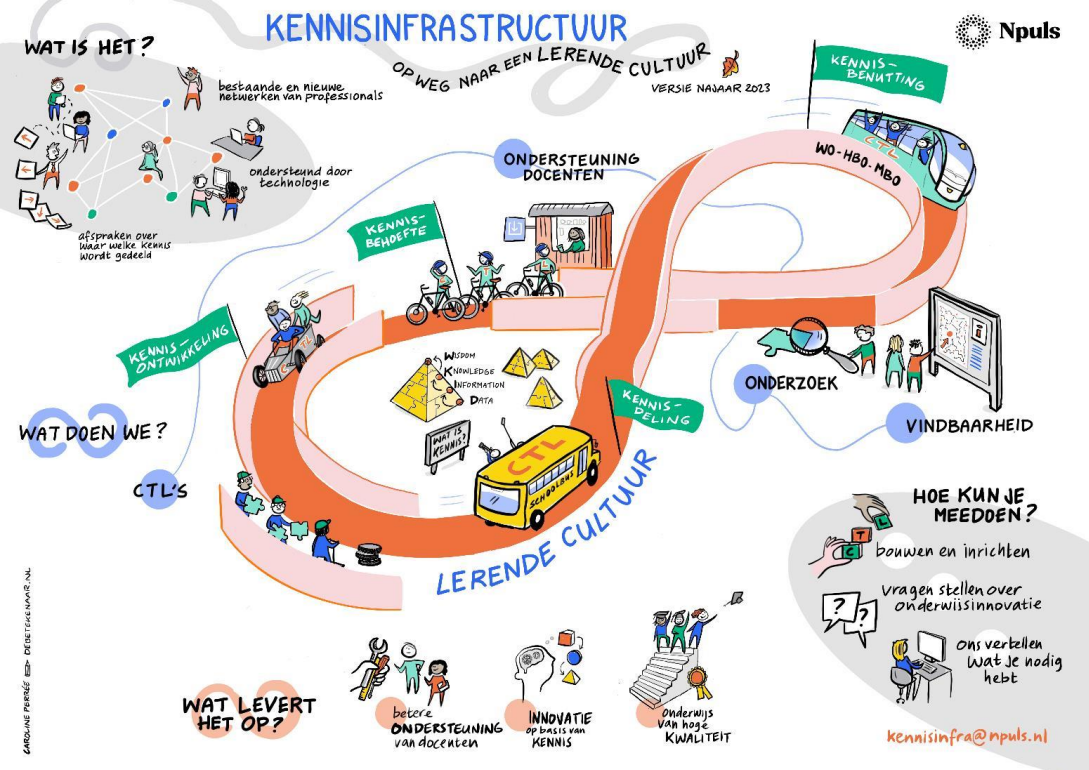 KENNISINFRASTRUCTUUR
OP WEG NAAR EEN LERENDE CULTUUR
VERSIE NAJAAR 2023
Npuls
WAT IS HET?
bestaande en nieuwe
netwerken van professionals
ondersteund door
technologie
afspraken over
waar welke kennis
wordt gedeeld
KENNIS-
BENUTTING
CTL
WO-HBO-MBO
ONDERSTEUNING
DOCENTEN
KENNIS-
BEHOEFTE
C T L
KENNIS-
ONTWIKKELING
CTL
WISDOM
KNOWLEDGE
INFORMATION
DATA
WAT IS
KENNIS?
CTL
SCHOOLBUS
KENNIS-
DELING
LERENDE CULTUUR
ONDERZOEK
VINDBAARHEID
WAT DOEN WE?
CTL'S
HOE KUN JE
MEEDOEN?
L
T
C
bouwen en inrichten
? ?
vragen stellen over
onderwijsinnovatie
ons vertellen
wat je nodig
hebt
kennisinfra@npuls.nl
WAT LEVERT
HET OP?
betere
ONDERSTEUNING
van docenten
INNOVATIE
op basis van
KENNIS
onderwijs
van hoge
KWALITEIT
CAROLINE PERRÉE DEBETEKENAAR.NL